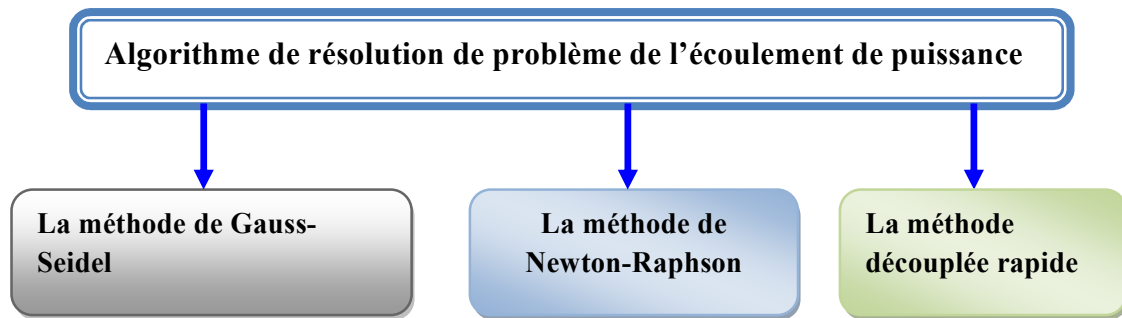 Algorithme de résolution de problème de l’écoulement de puissance
La méthode de Gauss-
Seidel
La méthode de
Newton-Raphson
La méthode
découplée rapide